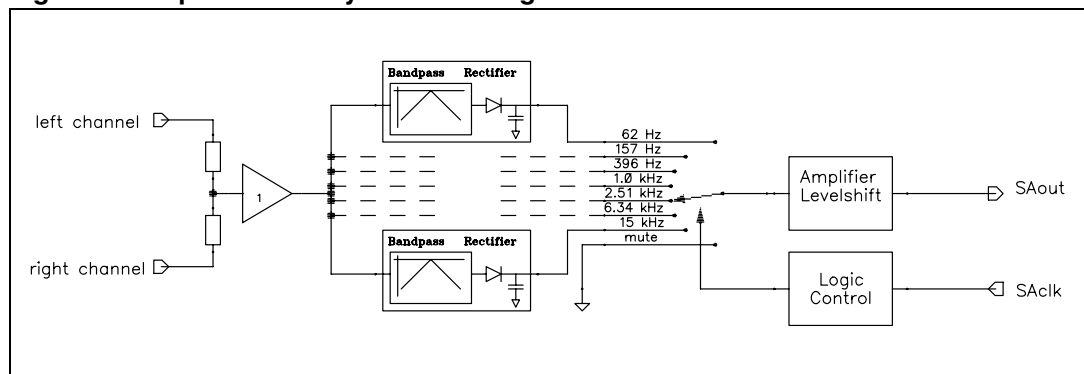 left channel
right channel
1
Bandpass Rectifier
62 Hz
157 Hz
396 Hz
1.0 kHz
2.51 kHz
6.34 kHz
15 kHz
mute
Bandpass Rectifier
Amplifier
Levelshift
SAout
Logic
Control
SAclk